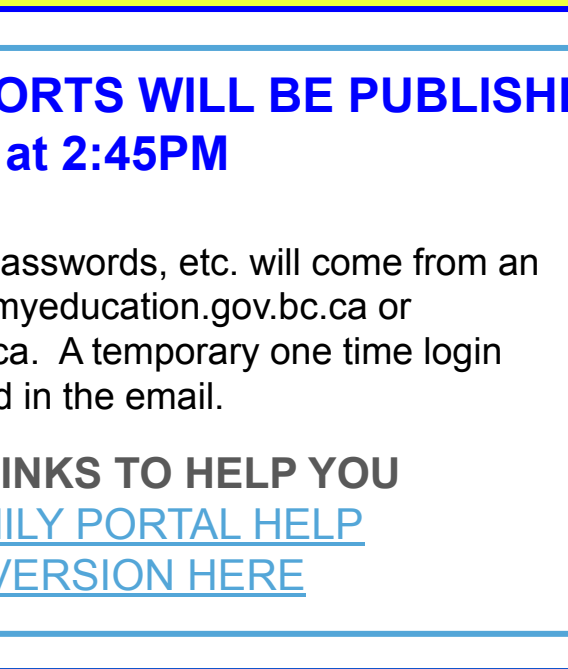 ORTS WILL BE PUBLISH
at 2:45PM
asswords, etc. will come from an
myeducation.gov.bc.ca or
ca. A temporary one time login
d in the email.
INKS TO HELP YOU
ILY PORTAL HELP
VERSION HERE